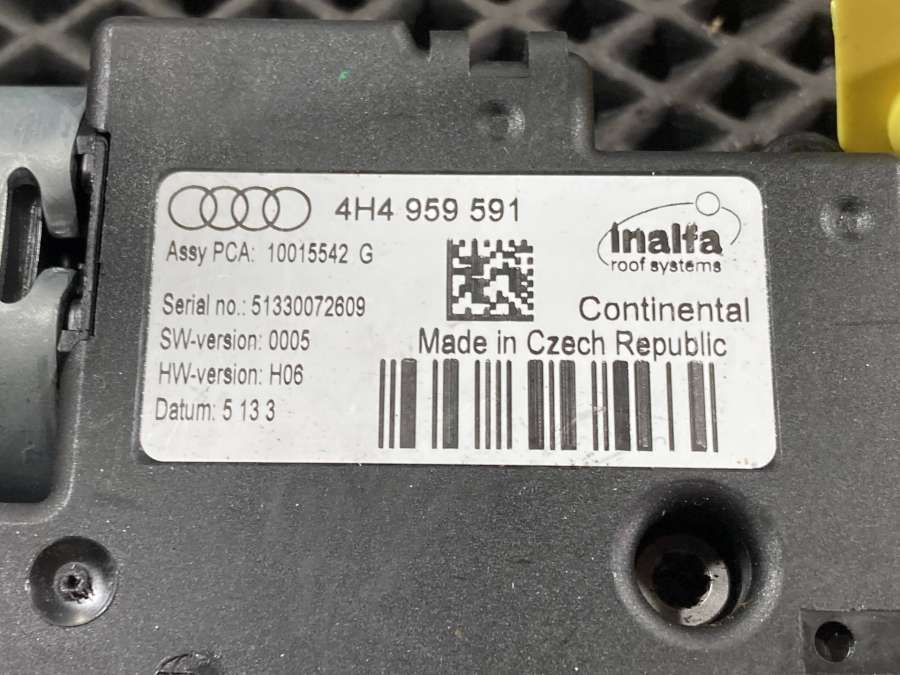 4H4 959 591
Assy PCA: 10015542 G
Inalfa
roof systems
Serial no.: 51330072609
Continental
SW-version: 0005
Made in Czech Republic
HW-version: H06
Datum: 5 13 3